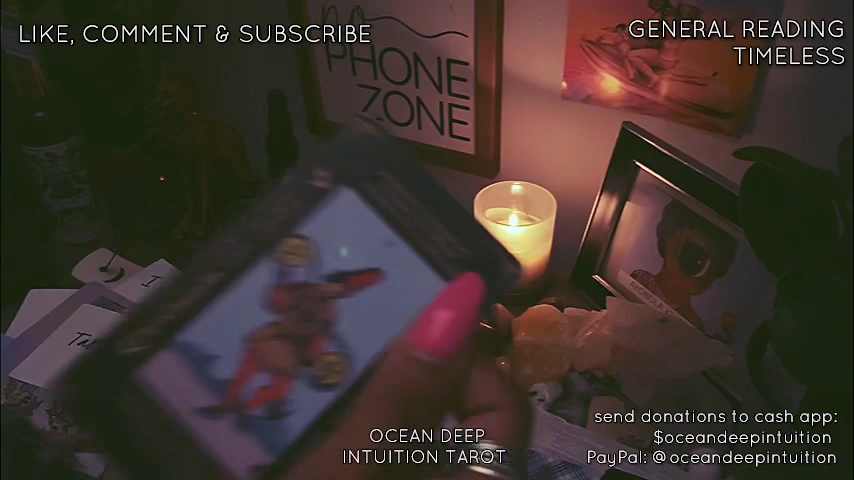 LIKE, COMMENT & SUBSCRIBE
GENERAL READING
TIMELESS
PHONE
ZONE
OCEAN DEEP
INTUITION TAROT
send donations to cash app:
$oceandeepintuition
PayPal: @oceandeepintuition